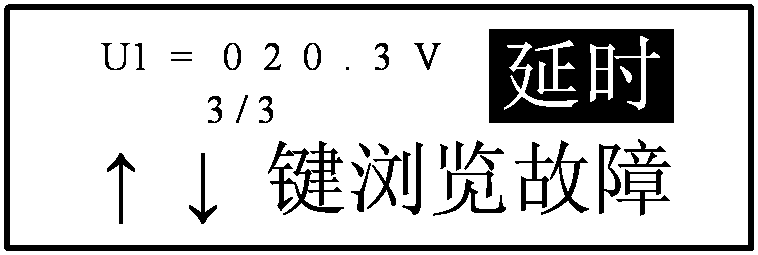 U1 = 020.3V 延时
3/3
↑ ↓ 键浏览故障